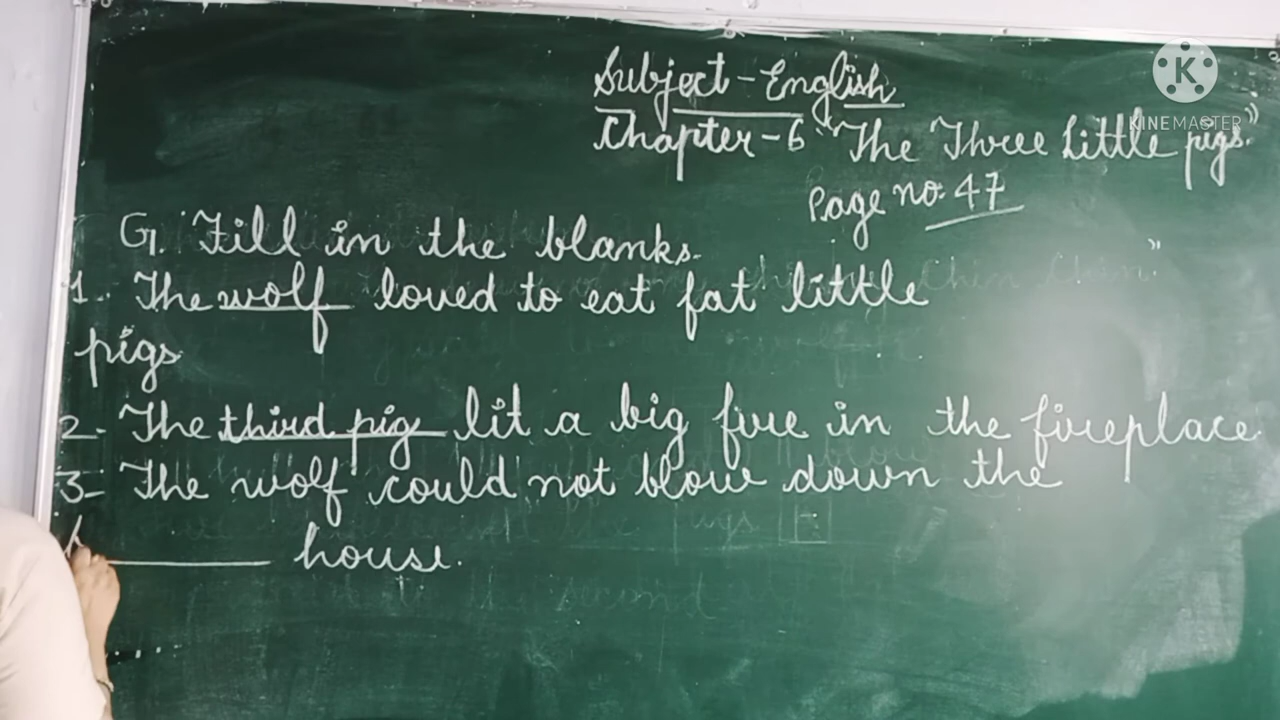 Subject - English
Chapter - 6 "The Three Little pigs."
Page no. 47
G. Fill in the blanks.
1. The wolf loved to eat fat little
pigs
2- The third pig lit a big fire in the fireplace.
3- The wolf could not blow down the
house.
K
KINEMASTER